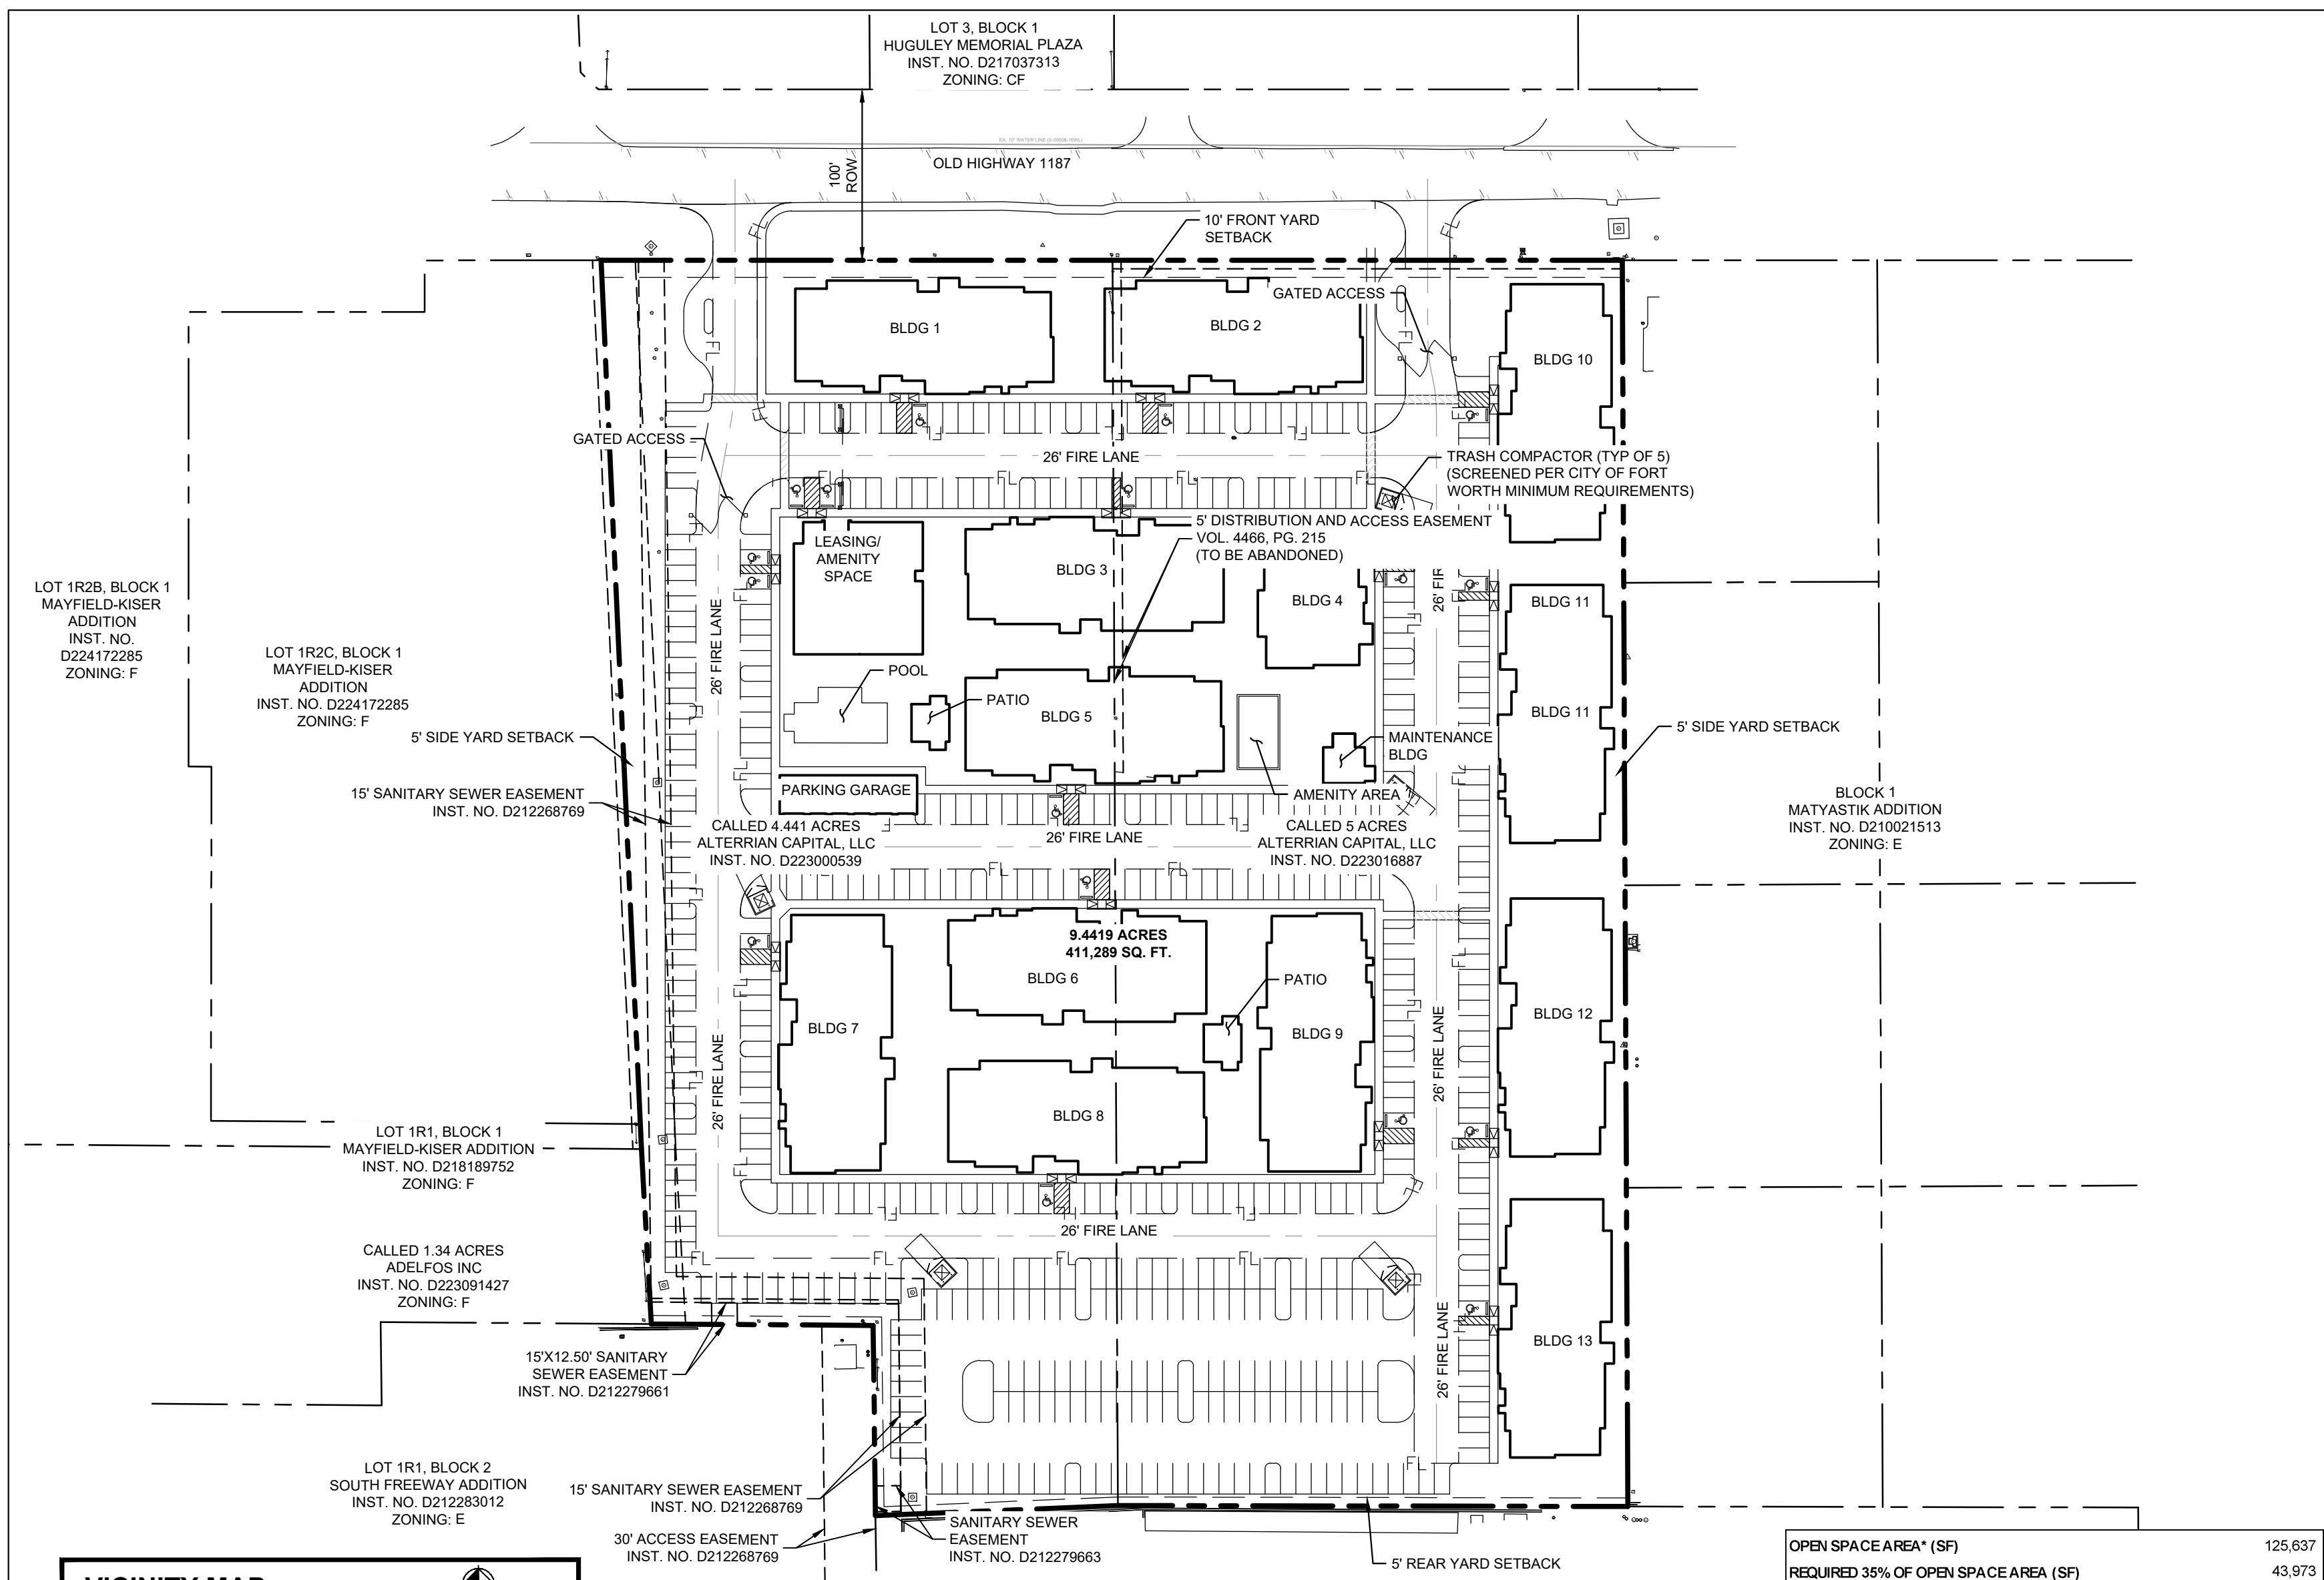 LOT 3, BLOCK 1
HUGULEY MEMORIAL PLAZA
INST. NO. D217037313
ZONING: CF
OLD HIGHWAY 1187
100'
ROW
10' FRONT YARD
SETBACK
GATED ACCESS
BLDG 1
BLDG 2
BLDG 10
GATED ACCESS
26' FIRE LANE
TRASH COMPACTOR (TYP OF 5)
(SCREENED PER CITY OF FORT
WORTH MINIMUM REQUIREMENTS)
5' DISTRIBUTION AND ACCESS EASEMENT
VOL. 4466, PG. 215
(TO BE ABANDONED)
LEASING/
AMENITY
SPACE
BLDG 3
BLDG 4
26' FIR
BLDG 11
LOT 1R2B, BLOCK 1
MAYFIELD-KISER
ADDITION
INST. NO.
D224172285
ZONING: F
LOT 1R2C, BLOCK 1
MAYFIELD-KISER
ADDITION
INST. NO. D224172285
ZONING: F
26' FIRE LANE
POOL
PATIO
BLDG 5
BLDG 11
5' SIDE YARD SETBACK
MAINTENANCE
BLDG
5' SIDE YARD SETBACK
15' SANITARY SEWER EASEMENT
INST. NO. D212268769
PARKING GARAGE
AMENITY AREA
BLOCK 1
MATYASTIK ADDITION
INST. NO. D210021513
ZONING: E
CALLED 4.441 ACRES
ALTERRIAN CAPITAL, LLC
INST. NO. D223000539
26' FIRE LANE
CALLED 5 ACRES
ALTERRIAN CAPITAL, LLC
INST. NO. D223016887
FL
FL
9.4419 ACRES
411,289 SQ. FT.
BLDG 6
PATIO
BLDG 7
BLDG 9
BLDG 12
26' FIRE LANE
26' FIRE LANE
BLDG 8
LOT 1R1, BLOCK 1
MAYFIELD-KISER ADDITION
INST. NO. D218189752
ZONING: F
26' FIRE LANE
FL
FL
FL
FL
CALLED 1.34 ACRES
ADELFOS INC
INST. NO. D223091427
ZONING: F
BLDG 13
26' FIRE LANE
15'X12.50' SANITARY
SEWER EASEMENT
INST. NO. D212279661
FL
LOT 1R1, BLOCK 2
SOUTH FREEWAY ADDITION
INST. NO. D212283012
ZONING: E
15' SANITARY SEWER EASEMENT
INST. NO. D212268769
30' ACCESS EASEMENT
INST. NO. D212268769
SANITARY SEWER
EASEMENT
INST. NO. D212279663
5' REAR YARD SETBACK
OPEN SPACE AREA* (SF) 125,637
REQUIRED 35% OF OPEN SPACE AREA (SF) 43,973
VICINITY MAP